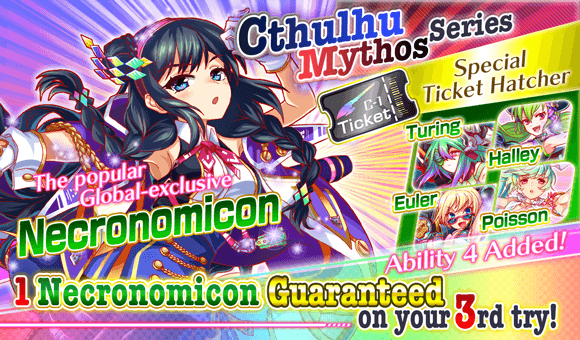 Cthulhu
Mythos Series
Special
Ticket Hatcher
C-1
Ticket
Turing
Halley
Euler
Poisson
The popular
Global-exclusive
Necronomicon
Ability 4 Added!
1 Necronomicon Guaranteed
on your 3rd try!